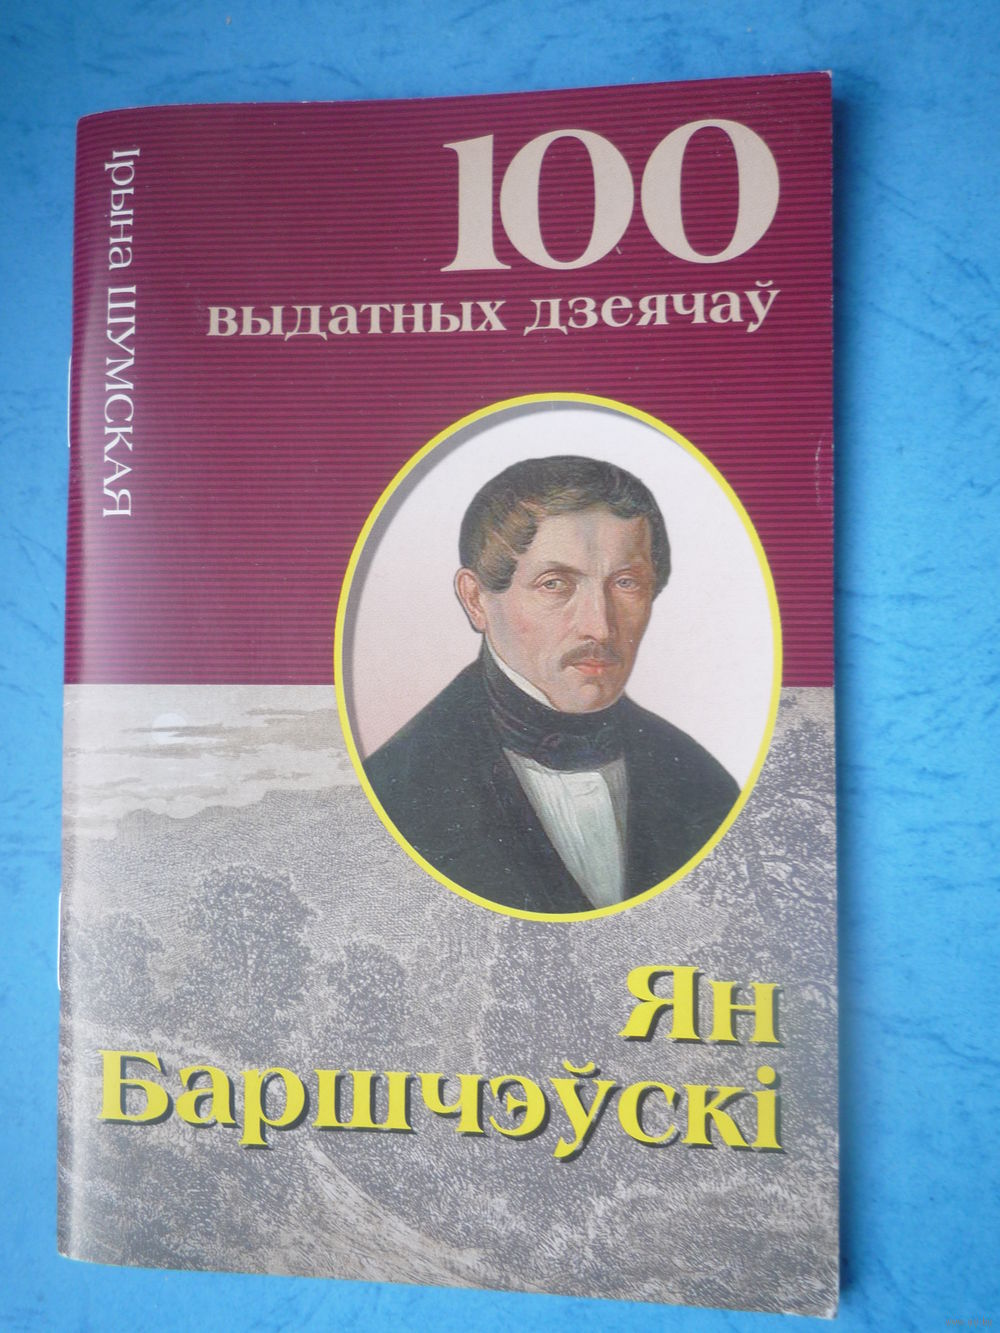 Ірына ШУМСКАЯ
100
выдатных дзеячаў
Ян
Баршчэўскі